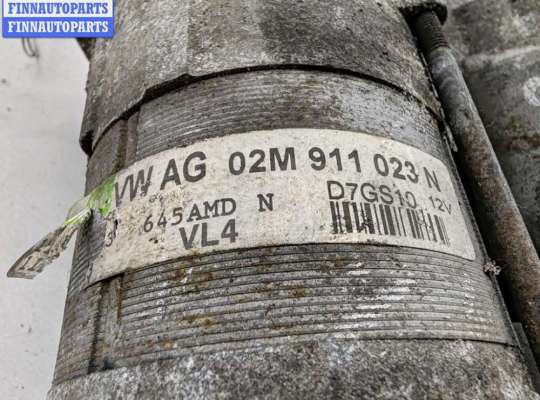 FINNAUTOPARTS
FINNAUTOPARTS
VW AG 02M 911 023 N
645AMD N D7GS10 12V
VL4